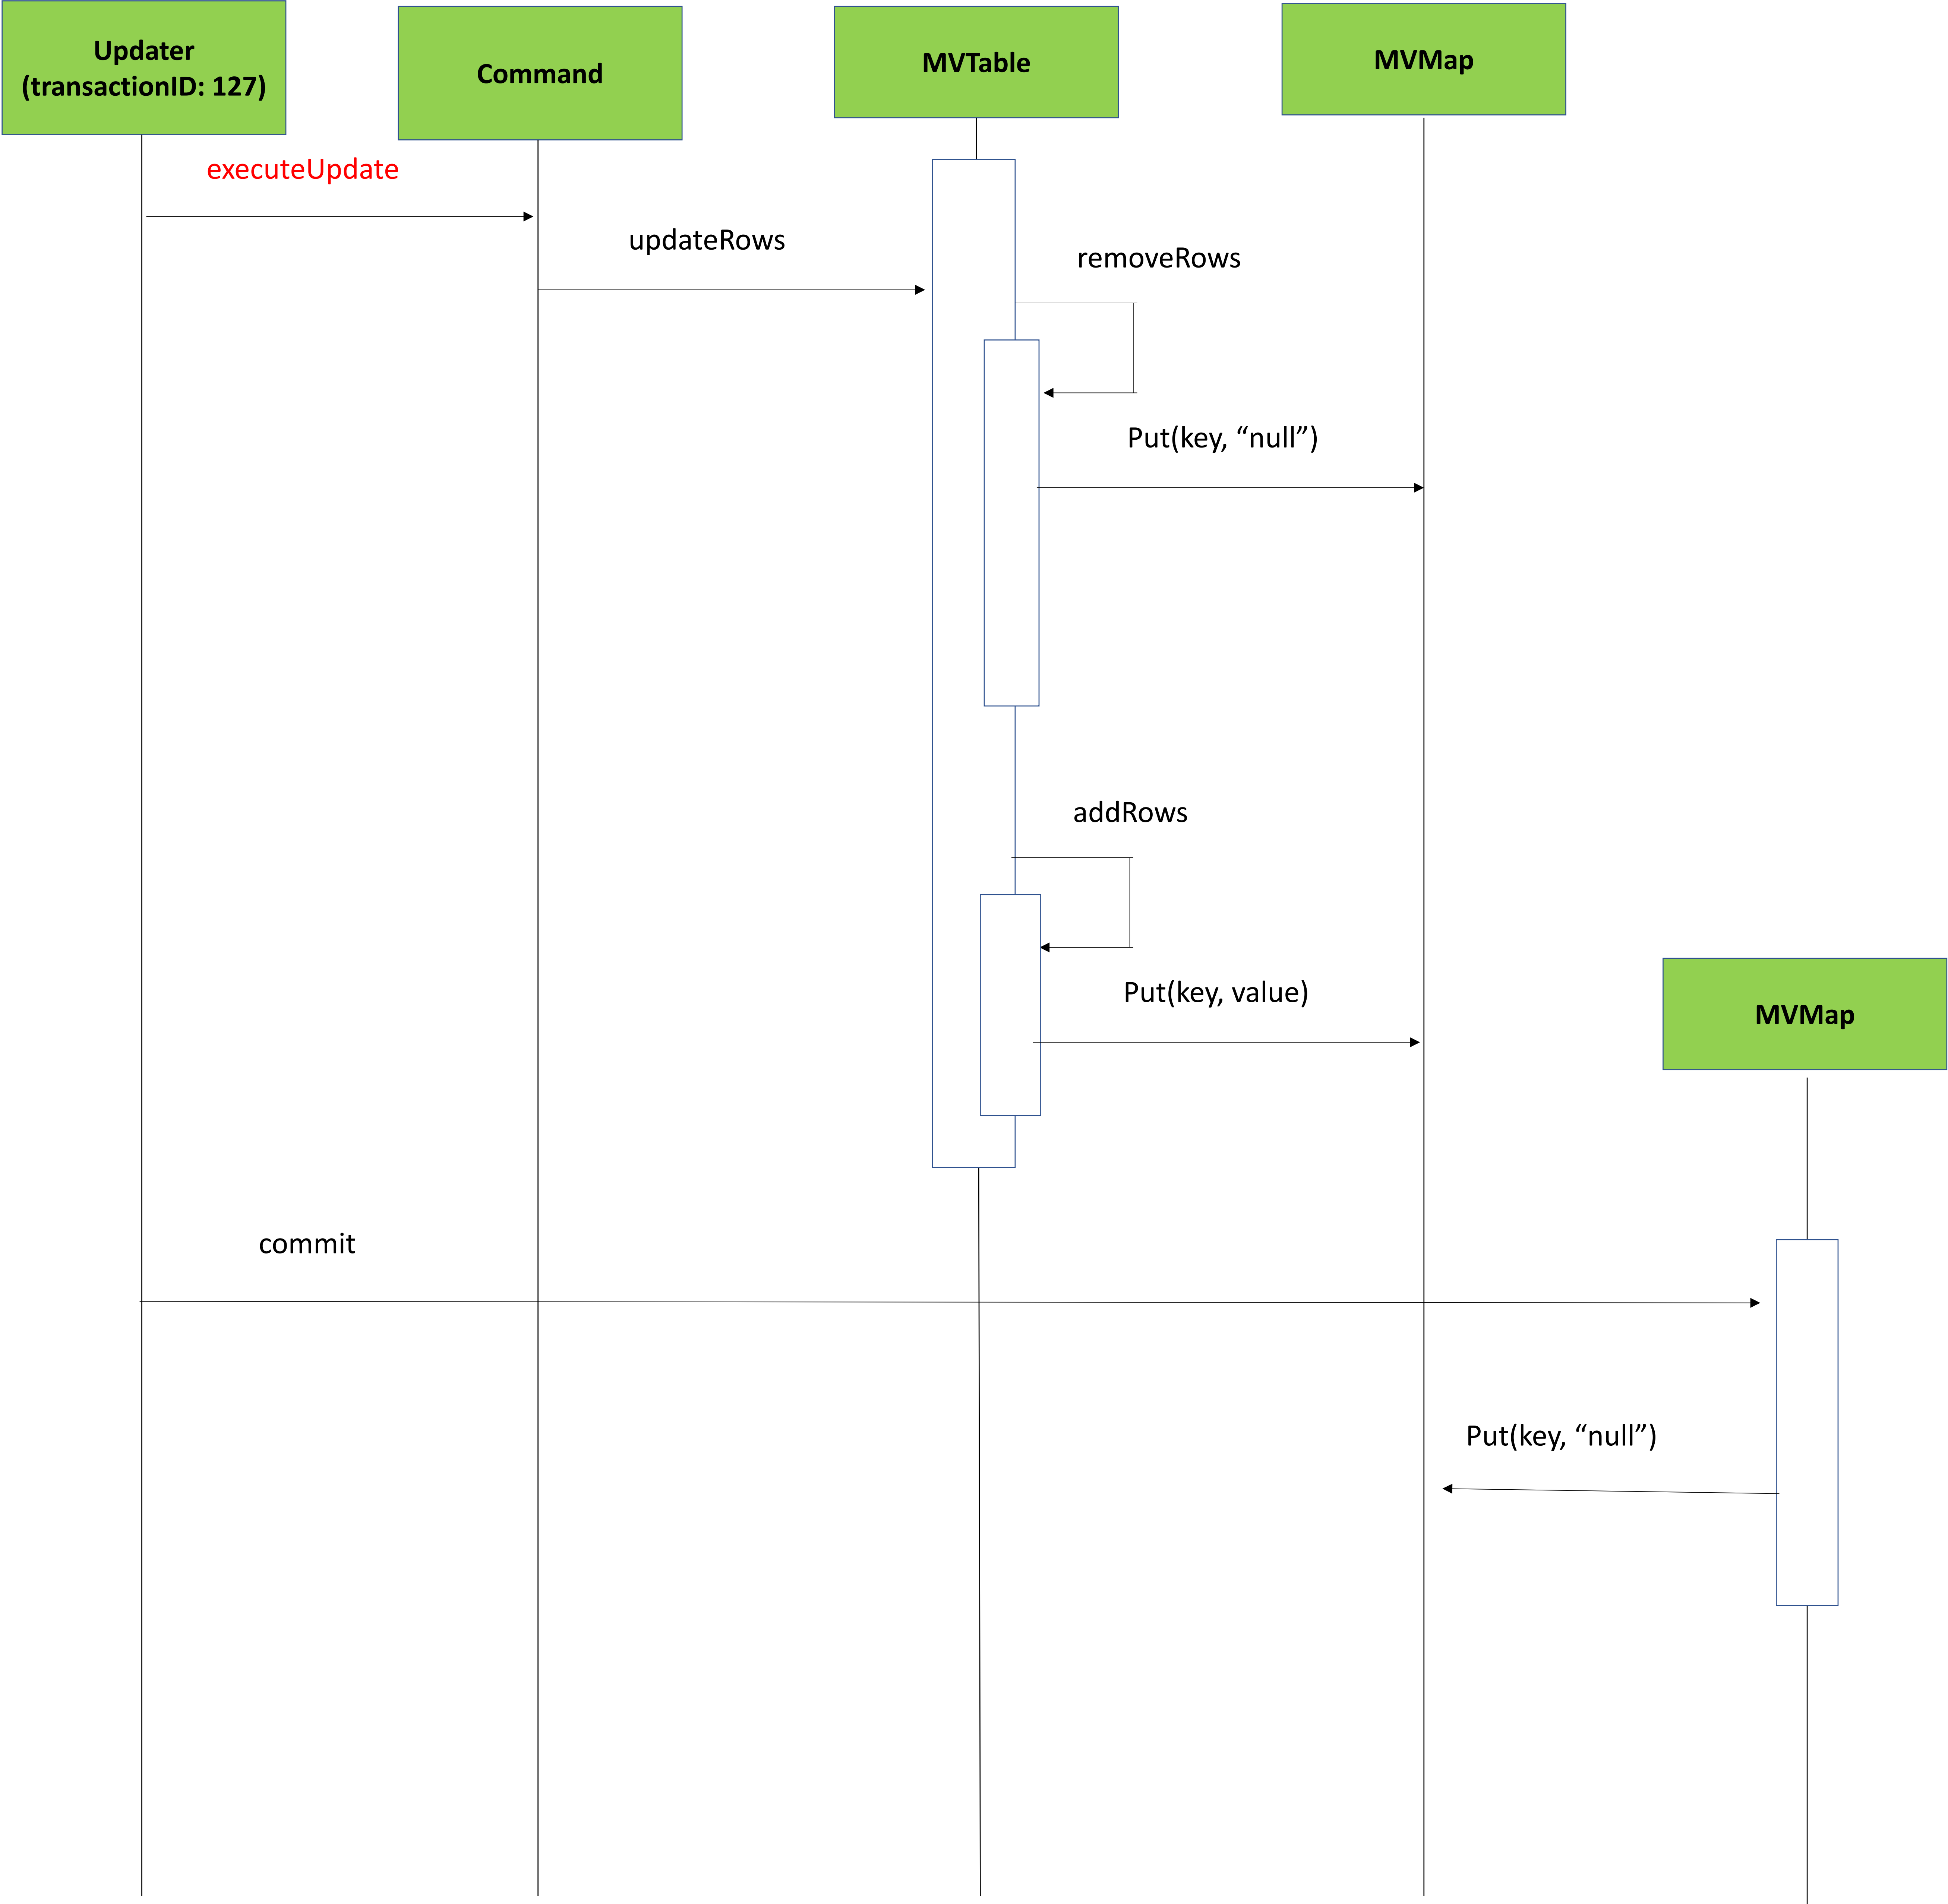 Updater
(transactionID: 127)
Command
MVTable
MVMap
executeUpdate
updateRows
removeRows
Put(key, “null”)
addRows
Put(key, value)
MVMap
commit
Put(key, “null”)